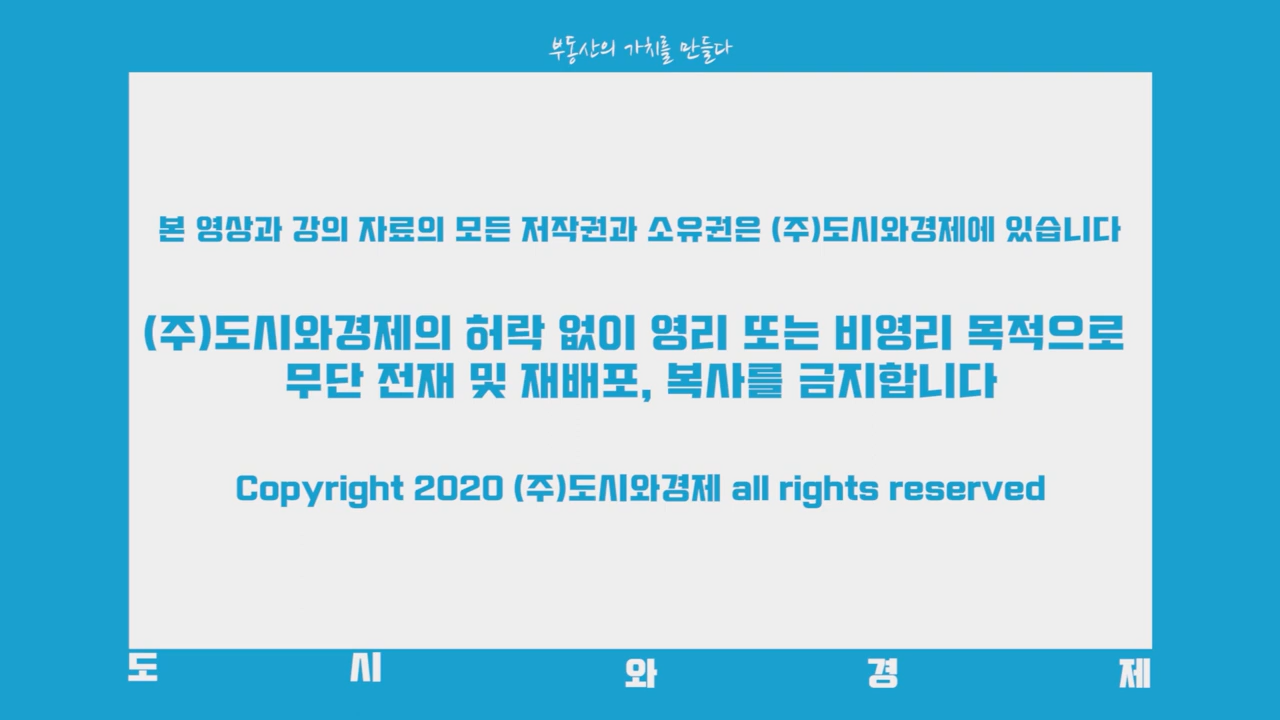 부동산의 가치를 만들다
본 영상과 강의 자료의 모든 저작권과 소유권은 (주)도시와경제에 있습니다
(주)도시와경제의 허락 없이 영리 또는 비영리 목적으로
무단 전재 및 재배포, 복사를 금지합니다
Copyright 2020 (주)도시와경제 all rights reserved
도 시 와 경 제